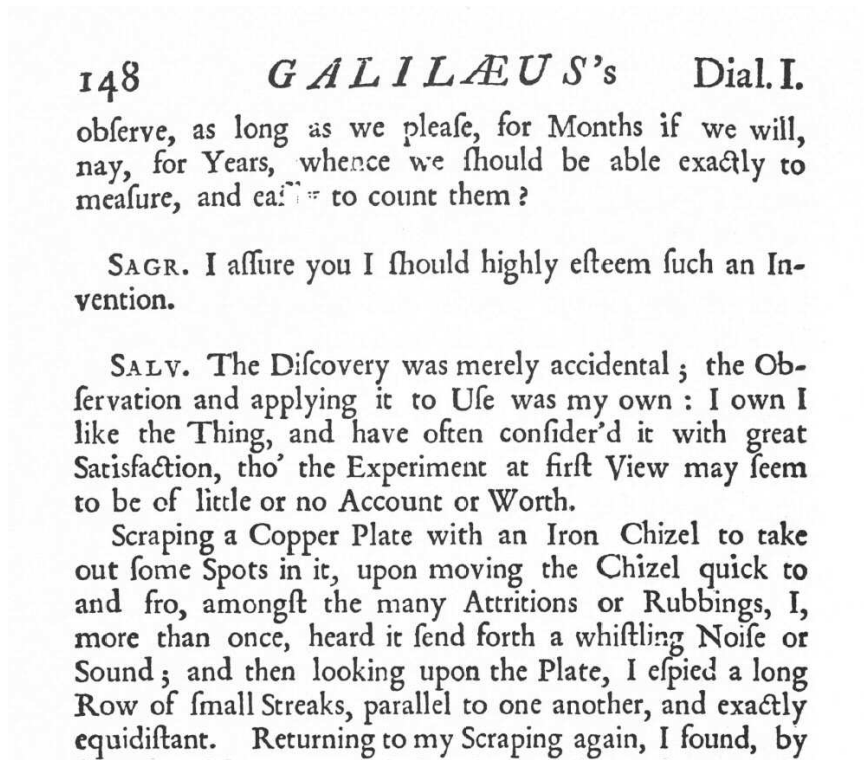 148 GALILÆUS's Dial. I.
obſerve, as long as we pleaſe, for Months if we will,
nay, for Years, whence we ſhould be able exactly to
meaſure, and to count them ?
SAGR. I aſſure you I ſhould highly eſteem ſuch an In-
vention.
SALV. The Diſcovery was merely accidental ; the Ob-
ſervation and applying it to Uſe was my own : I own I
like the Thing, and have often conſider'd it with great
Satisfaction, tho' the Experiment at firſt View may ſeem
to be of little or no Account or Worth.
Scraping a Copper Plate with an Iron Chizel to take
out ſome Spots in it, upon moving the Chizel quick to
and fro, amongſt the many Attritions or Rubbings, I,
more than once, heard it ſend forth a whiſtling Noiſe or
Sound ; and then looking upon the Plate, I eſpied a long
Row of ſmall Streaks, parallel to one another, and exactly
equidiſtant. Returning to my Scraping again, I found, by